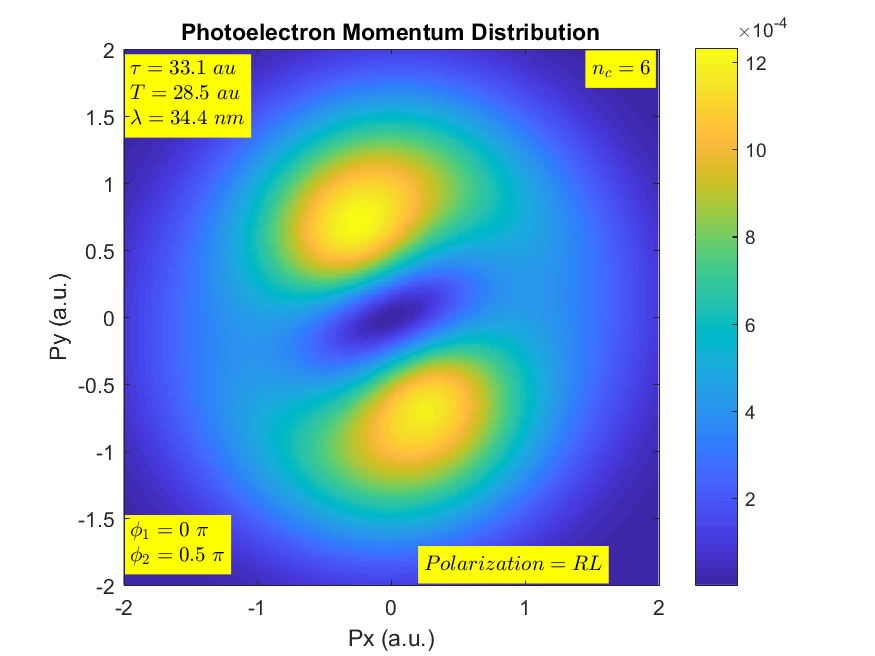 Photoelectron Momentum Distribution
×10⁻⁴
τ = 33.1 au
T = 28.5 au
λ = 34.4 nm
n_c = 6
ϕ₁ = 0 π
ϕ₂ = 0.5 π
Polarization = RL
2
1.5
1
0.5
0
-0.5
-1
-1.5
-2
Py (a.u.)
-2
-1
0
1
2
Px (a.u.)
12
10
8
6
4
2